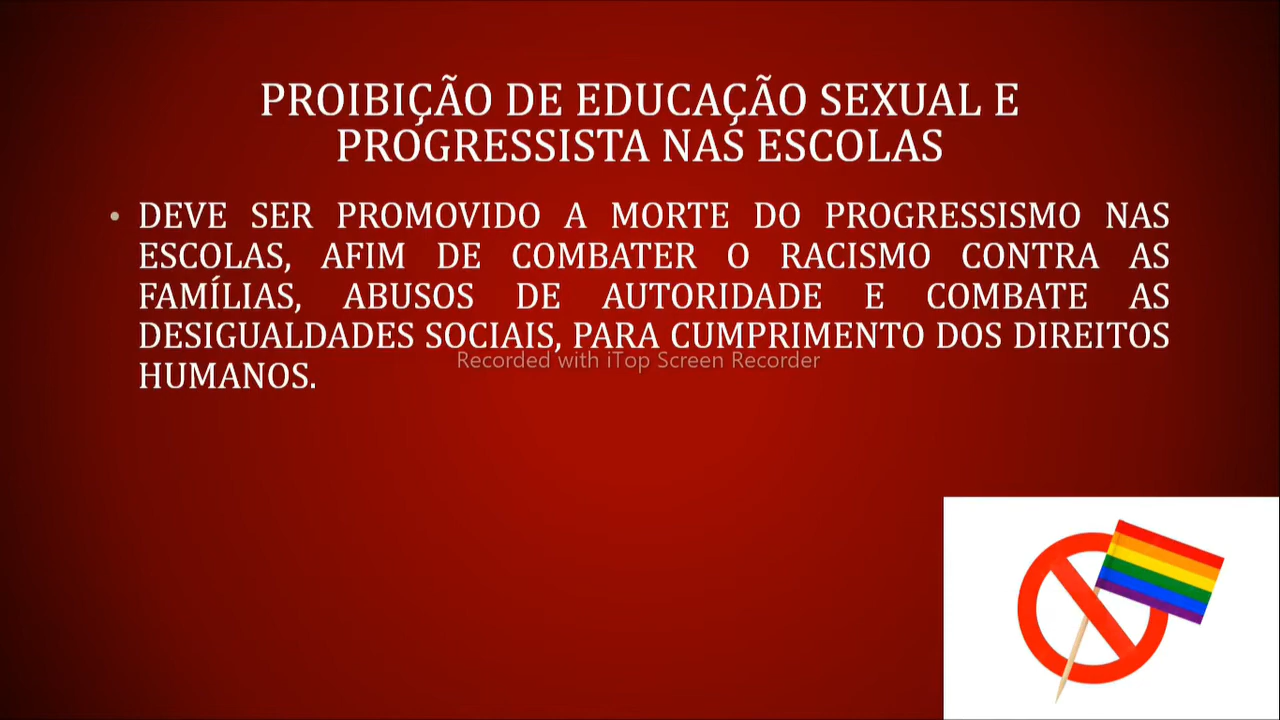 PROIBIÇÃO DE EDUCAÇÃO SEXUAL E
PROGRESSISTA NAS ESCOLAS
• DEVE SER PROMOVIDO A MORTE DO PROGRESSISMO NAS
ESCOLAS, AFIM DE COMBATER O RACISMO CONTRA AS
FAMÍLIAS, ABUSOS DE AUTORIDADE E COMBATE AS
DESIGUALDADES SOCIAIS, PARA CUMPRIMENTO DOS DIREITOS
Recorded with iTop Screen Recorder
HUMANOS.